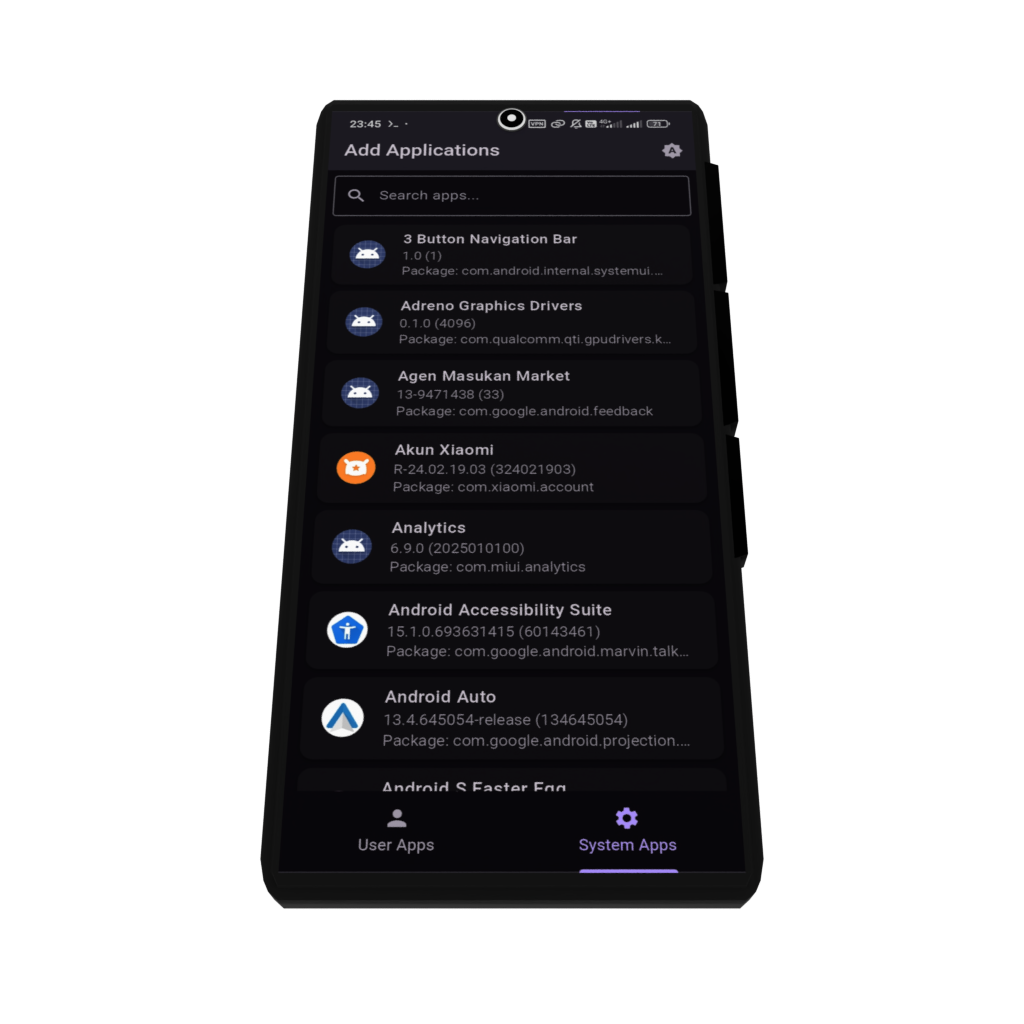 23:45
Add Applications
A
Search apps...
3 Button Navigation Bar
1.0 (1)
Package: com.android.internal.systemui....
Adreno Graphics Drivers
0.1.0 (4096)
Package: com.qualcomm.qti.gpudrivers.k...
Agen Masukan Market
13-9471438 (33)
Package: com.google.android.feedback
Akun Xiaomi
R-24.02.19.03 (324021903)
Package: com.xiaomi.account
Analytics
6.9.0 (2025010100)
Package: com.miui.analytics
Android Accessibility Suite
15.1.0.693631415 (60143461)
Package: com.google.android.marvin.talk...
Android Auto
13.4.645054-release (134645054)
Package: com.google.android.projection....
Android S Easter Egg
User Apps
System Apps